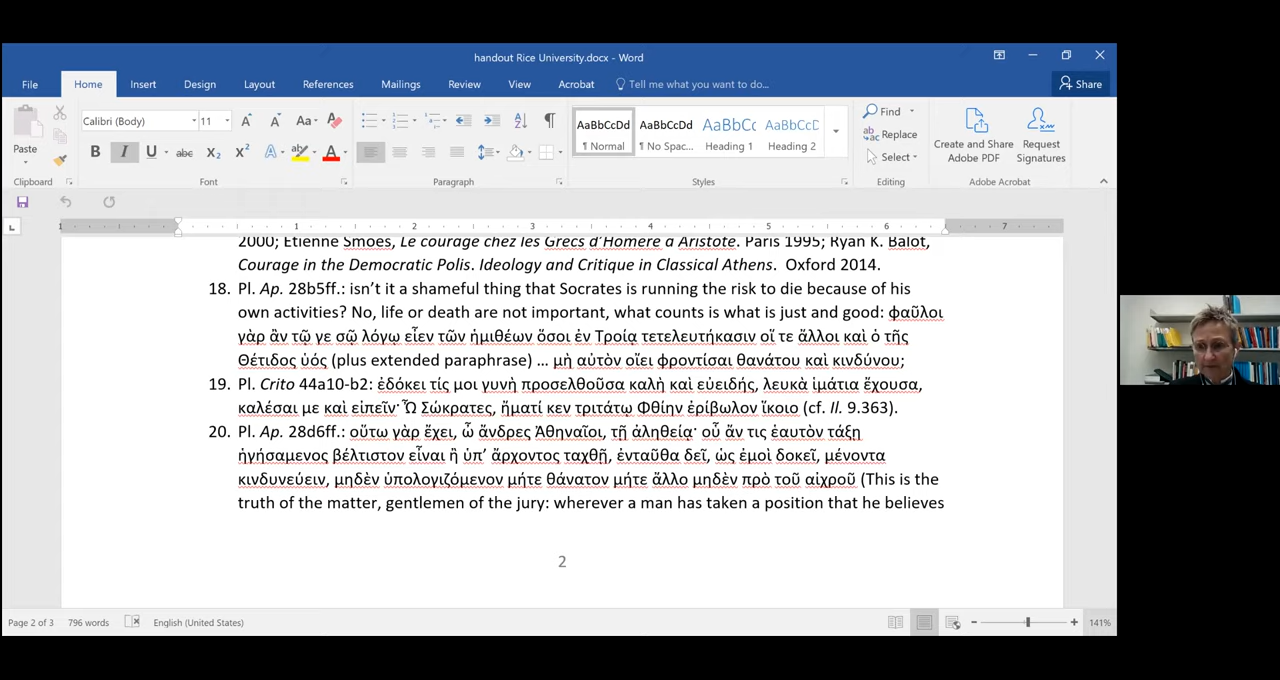 handout Rice University.docx - Word
File Home Insert Design Layout References Mailings Review View Acrobat Tell me what you want to do... Share
Calibri (Body) 11
Paste
Clipboard Font Paragraph Styles Editing Adobe Acrobat
AaBbCcDd AaBbCcDd AaBbCc AaBbCcD
¶ Normal ¶ No Spac... Heading 1 Heading 2
Find
Replace
Select
Create and Share Adobe PDF
Request Signatures
1 1 2 3 4 5 6 7
2000; Etienne Smoes, Le courage chez les Grecs d'Homère à Aristote. Paris 1995; Ryan K. Balot,
Courage in the Democratic Polis. Ideology and Critique in Classical Athens. Oxford 2014.
18. Pl. Ap. 28b5ff.: isn't it a shameful thing that Socrates is running the risk to die because of his
own activities? No, life or death are not important, what counts is what is just and good: φαῦλοι
γὰρ ἂν τῷ γε σῷ λόγῳ εἶεν τῶν ἡμιθέων ὅσοι ἐν Τροίᾳ τετελευτήκασιν οἵ τε ἄλλοι καὶ ὁ τῆς
Θέτιδος ὑός (plus extended paraphrase) … μὴ αὐτὸν οἴει φροντίσαι θανάτου καὶ κινδύνου;
19. Pl. Crito 44a10-b2: ἐδόκει τίς μοι γυνὴ προσελθοῦσα καλὴ καὶ εὐειδής, λευκὰ ἱμάτια ἔχουσα,
καλέσαι με καὶ εἰπεῖν· Ὦ Σώκρατες, ἤματί κεν τριτάτῳ Φθίην ἐρίβωλον ἵκοιο (cf. Il. 9.363).
20. Pl. Ap. 28d6ff.: οὕτω γὰρ ἔχει, ὦ ἄνδρες Ἀθηναῖοι, τῇ ἀληθείᾳ· οὗ ἄν τις ἑαυτὸν τάξῃ
ἡγησάμενος βέλτιστον εἶναι ἢ ὑπ' ἄρχοντος ταχθῇ, ἐνταῦθα δεῖ, ὡς ἐμοὶ δοκεῖ, μένοντα
κινδυνεύειν, μηδὲν ὑπολογιζόμενον μήτε θάνατον μήτε ἄλλο μηδὲν πρὸ τοῦ αἰχροῦ (This is the
truth of the matter, gentlemen of the jury: wherever a man has taken a position that he believes
2
Page 2 of 3 796 words English (United States) 141%